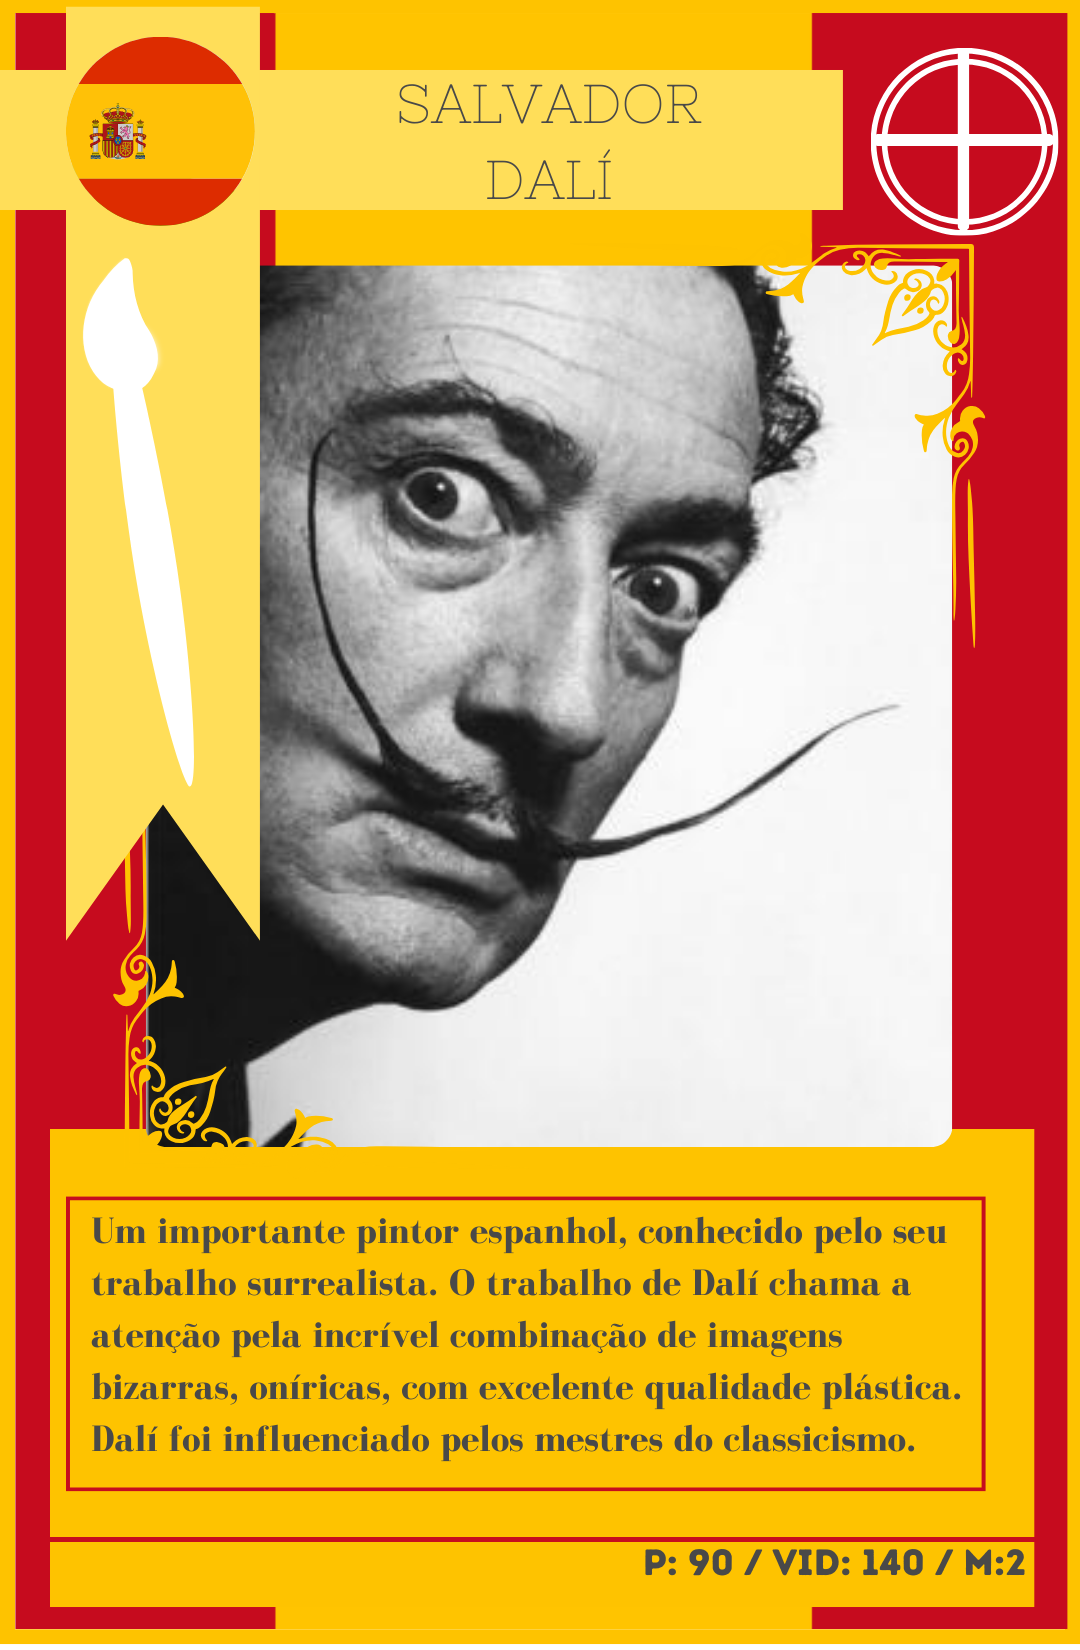 SALVADOR
DALÍ
Um importante pintor espanhol, conhecido pelo seu
trabalho surrealista. O trabalho de Dalí chama a
atenção pela incrível combinação de imagens
bizarras, oníricas, com excelente qualidade plástica.
Dalí foi influenciado pelos mestres do classicismo.
P: 90 / VID: 140 / M:2